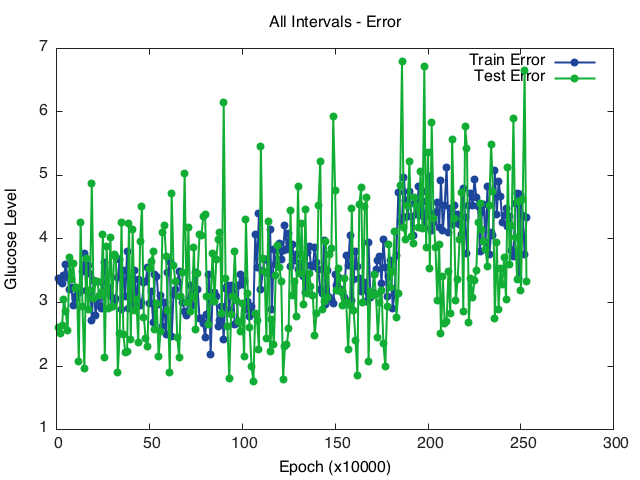 All Intervals - Error
7
6
5
4
3
2
1
0
50
100
150
200
250
300
Glucose Level
Epoch (x10000)
Train Error
Test Error